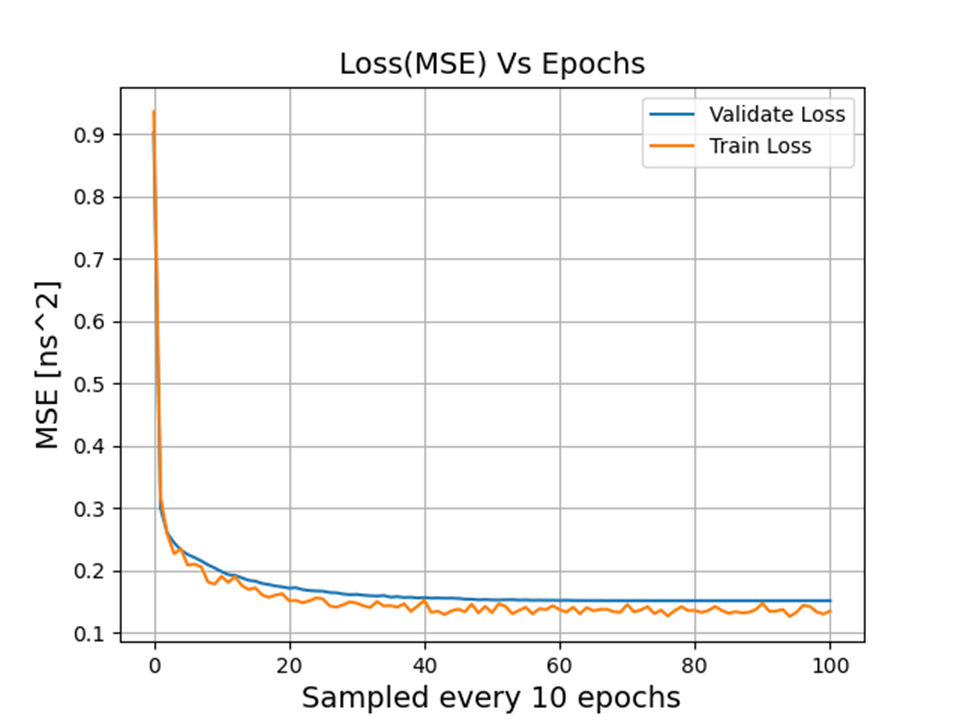 Loss(MSE) Vs Epochs
Validate Loss
Train Loss
MSE [ns^2]
0.9
0.8
0.7
0.6
0.5
0.4
0.3
0.2
0.1
0 20 40 60 80 100
Sampled every 10 epochs